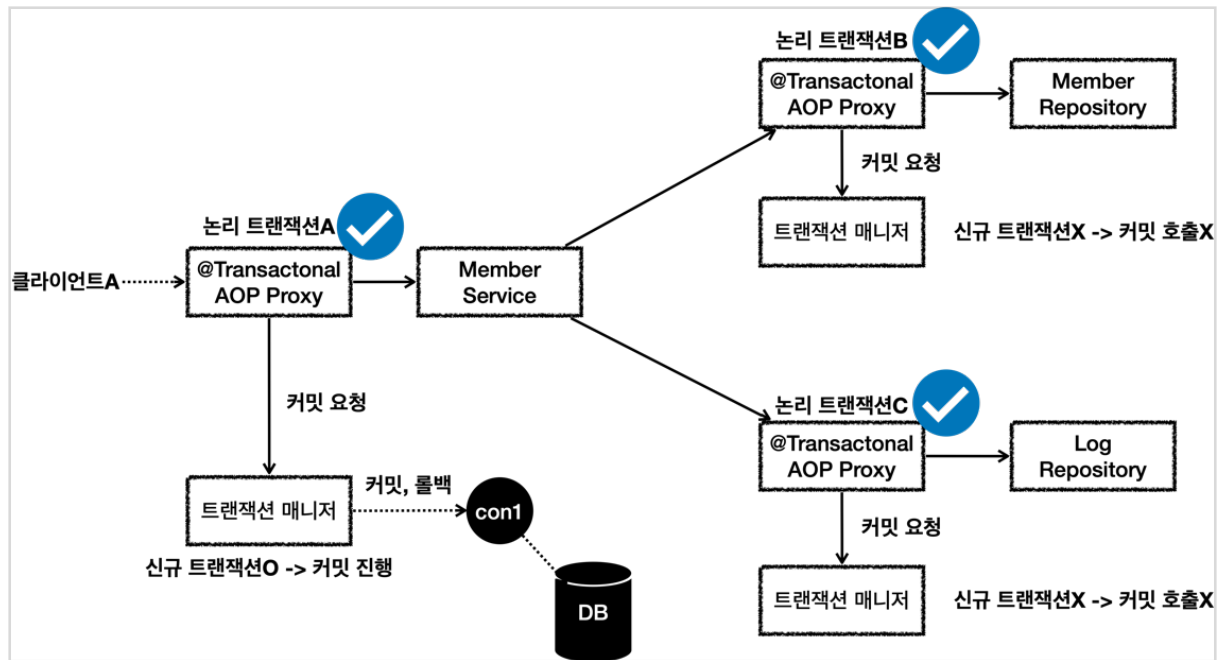 논리 트랜잭션B
@Transactonal
AOP Proxy
Member
Repository
커밋 요청
트랜잭션 매니저
신규 트랜잭션X -> 커밋 호출X
논리 트랜잭션A
클라이언트A
@Transactonal
AOP Proxy
Member
Service
커밋 요청
트랜잭션 매니저
커밋, 롤백
con1
신규 트랜잭션O -> 커밋 진행
DB
논리 트랜잭션C
@Transactonal
AOP Proxy
Log
Repository
커밋 요청
트랜잭션 매니저
신규 트랜잭션X -> 커밋 호출X